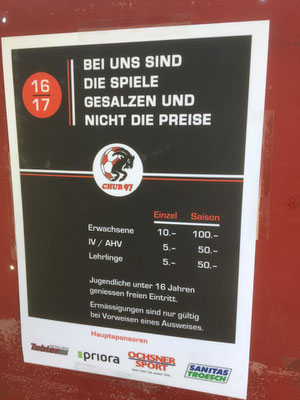 16
17
BEI UNS SIND
DIE SPIELE
GESALZEN UND
NICHT DIE PREISE
CHUR 97
Einzel Saison
Erwachsene 10.- 100.-
IV / AHV 5.- 50.-
Lehrlinge 5.- 50.-
Jugendliche unter 16 Jahren
geniessen freien Eintritt.
Ermässigungen sind nur gültig
bei Vorweisen eines Ausweises.
Hauptsponsoren
priora
OCHSNER
SPORT
SANITAS
TROESCH